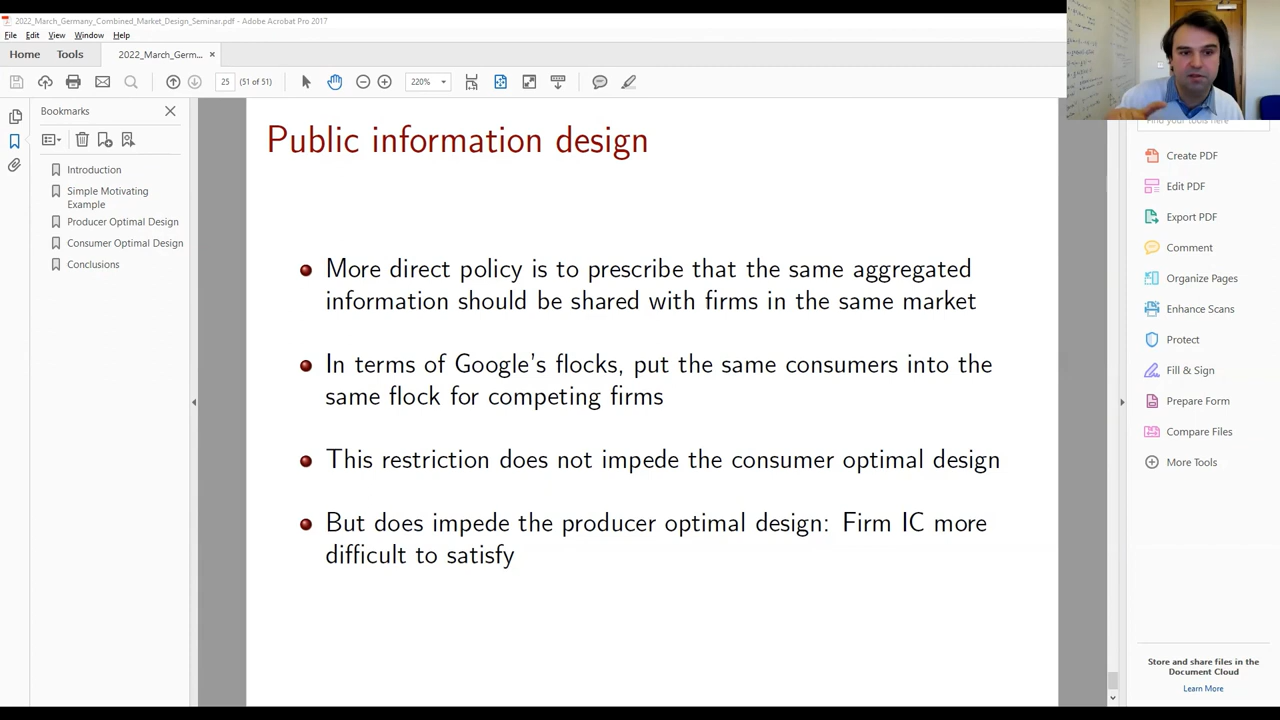 2022_March_Germany_Combined_Market_Design_Seminar.pdf - Adobe Acrobat Pro 2017
File Edit View Window Help
Home Tools 2022_March_Germ... ×
25 (51 of 51) 220%
Bookmarks
Introduction
Simple Motivating
Example
Producer Optimal Design
Consumer Optimal Design
Conclusions
Public information design
More direct policy is to prescribe that the same aggregated
information should be shared with firms in the same market
In terms of Google's flocks, put the same consumers into the
same flock for competing firms
This restriction does not impede the consumer optimal design
But does impede the producer optimal design: Firm IC more
difficult to satisfy
Find your tools here
Create PDF
Edit PDF
Export PDF
Comment
Organize Pages
Enhance Scans
Protect
Fill & Sign
Prepare Form
Compare Files
More Tools
Store and share files in the
Document Cloud
Learn More